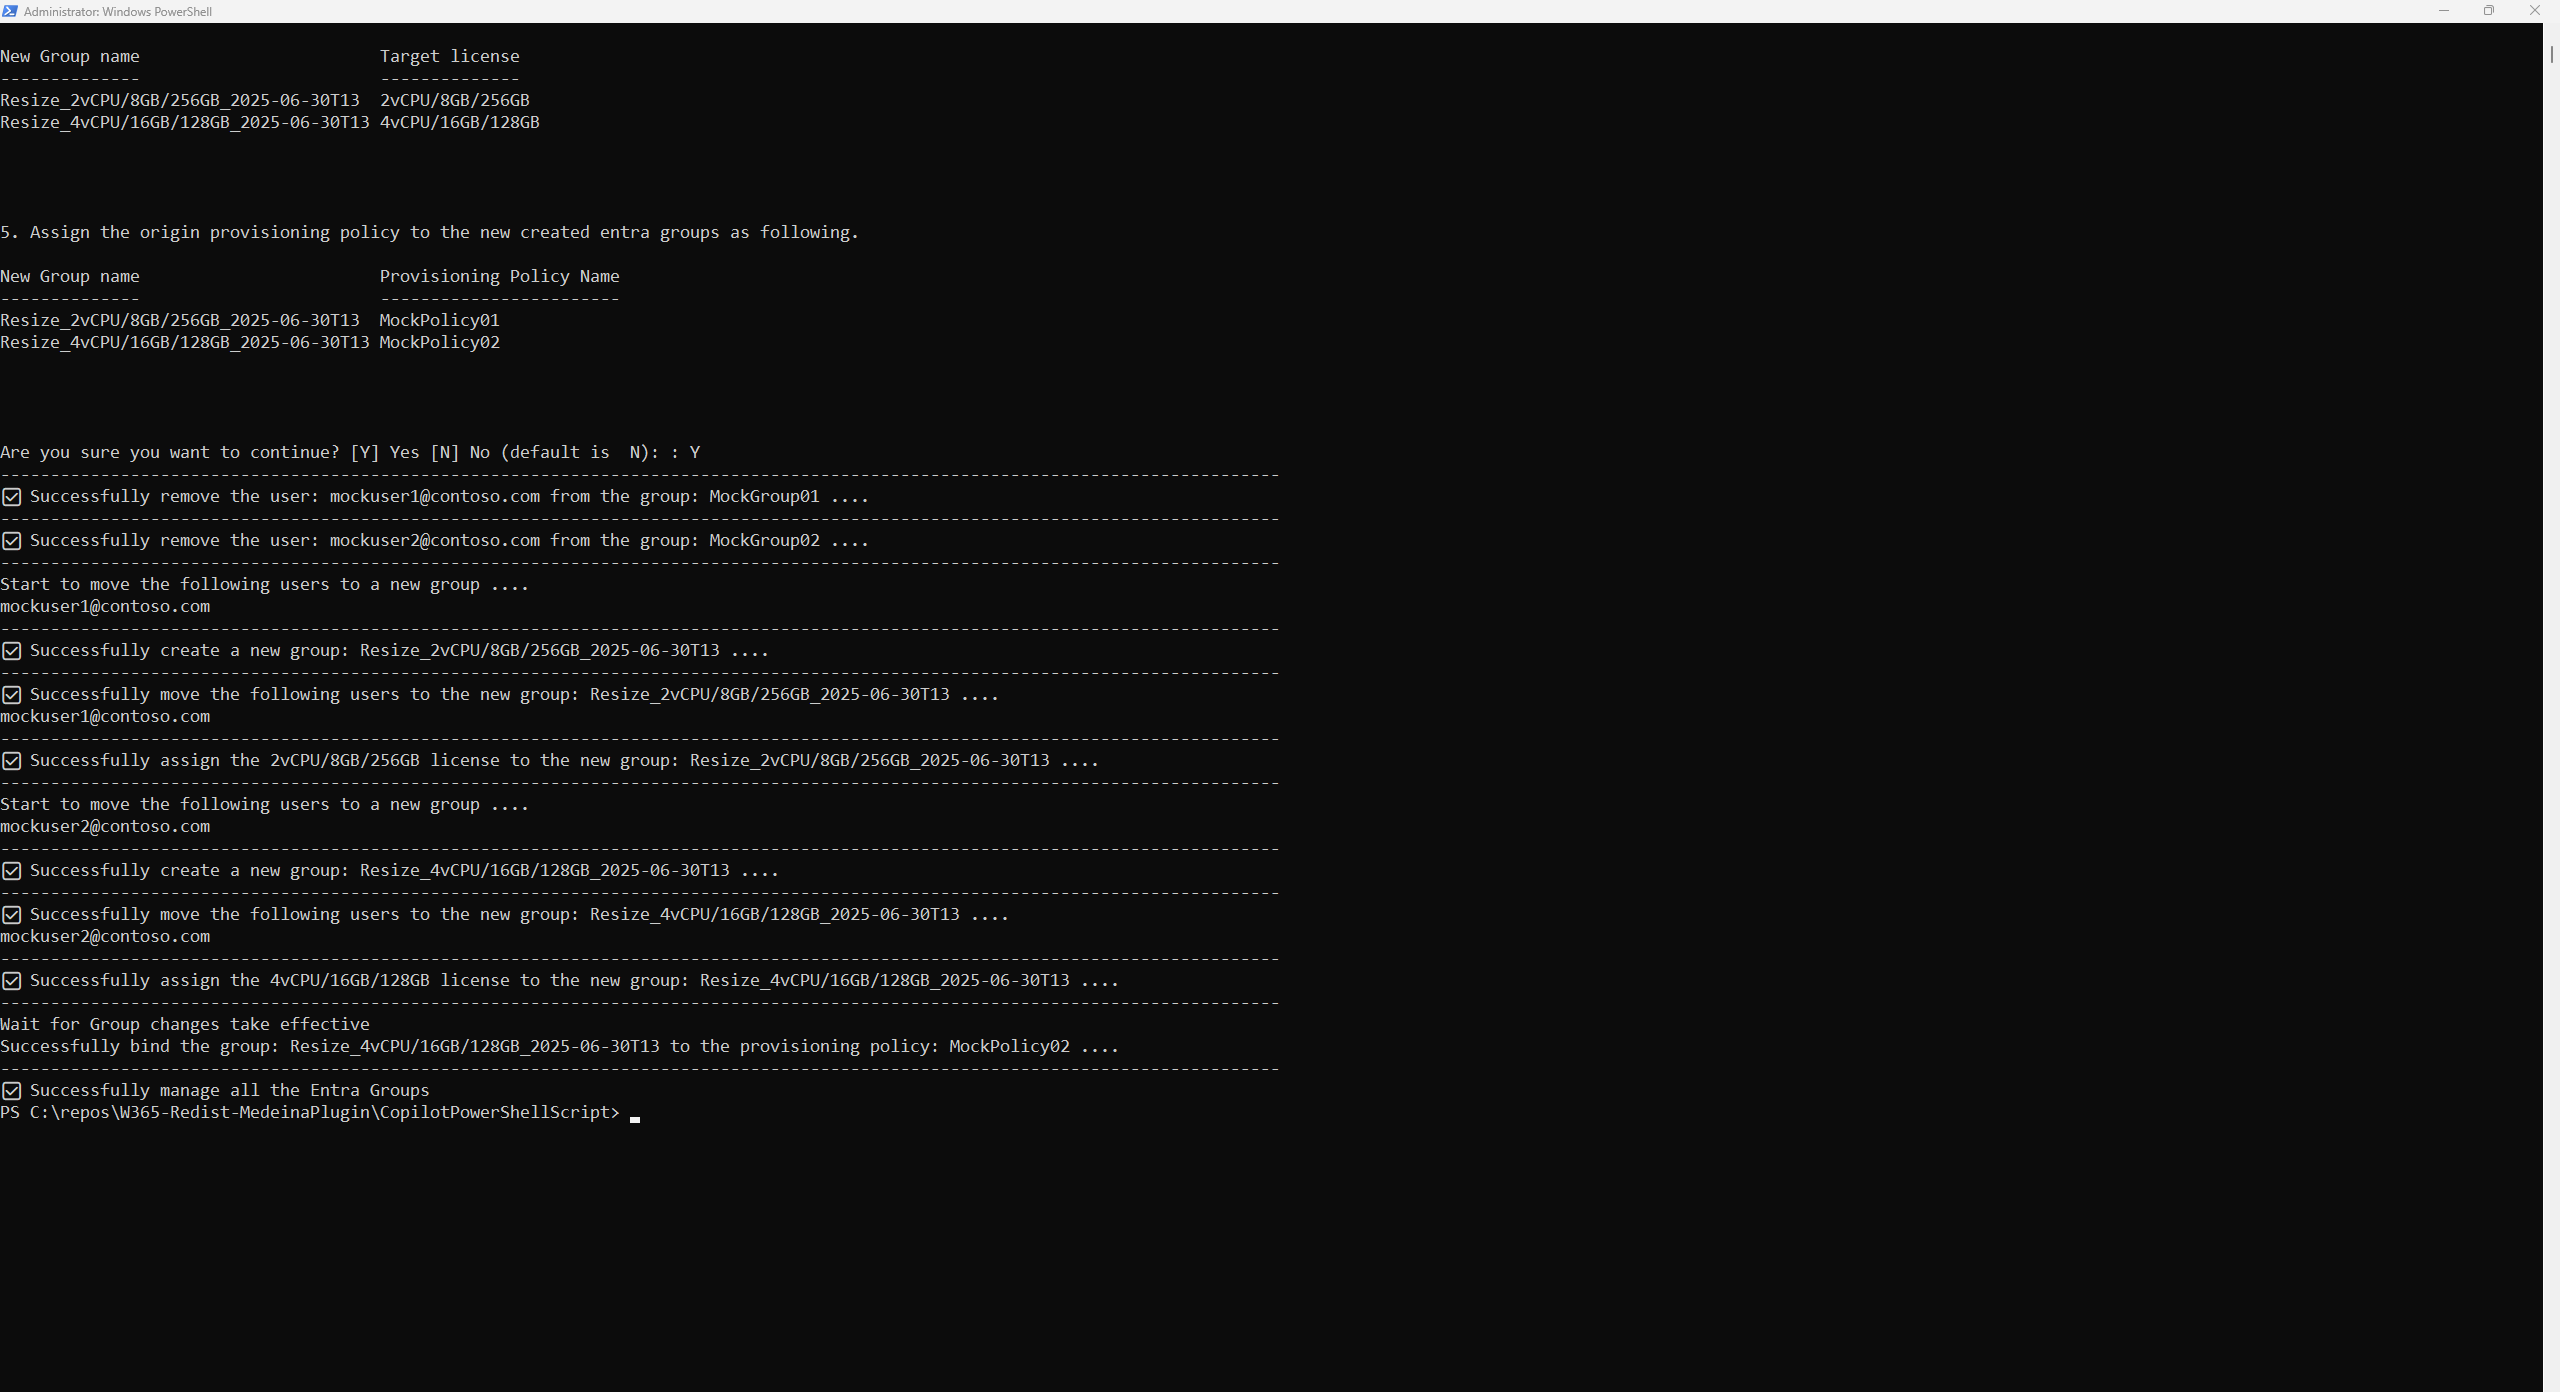 Administrator: Windows PowerShell
New Group name                        Target license
--------------                        --------------
Resize_2vCPU/8GB/256GB_2025-06-30T13  2vCPU/8GB/256GB
Resize_4vCPU/16GB/128GB_2025-06-30T13 4vCPU/16GB/128GB
5. Assign the origin provisioning policy to the new created entra groups as following.
New Group name                        Provisioning Policy Name
--------------                        ------------------------
Resize_2vCPU/8GB/256GB_2025-06-30T13  MockPolicy01
Resize_4vCPU/16GB/128GB_2025-06-30T13 MockPolicy02
Are you sure you want to continue? [Y] Yes [N] No (default is  N): : Y
--------------------------------------------------------------------------------------------------------------------------------
☑ Successfully remove the user: mockuser1@contoso.com from the group: MockGroup01 ....
--------------------------------------------------------------------------------------------------------------------------------
☑ Successfully remove the user: mockuser2@contoso.com from the group: MockGroup02 ....
--------------------------------------------------------------------------------------------------------------------------------
Start to move the following users to a new group ....
mockuser1@contoso.com
--------------------------------------------------------------------------------------------------------------------------------
☑ Successfully create a new group: Resize_2vCPU/8GB/256GB_2025-06-30T13 ....
--------------------------------------------------------------------------------------------------------------------------------
☑ Successfully move the following users to the new group: Resize_2vCPU/8GB/256GB_2025-06-30T13 ....
mockuser1@contoso.com
--------------------------------------------------------------------------------------------------------------------------------
☑ Successfully assign the 2vCPU/8GB/256GB license to the new group: Resize_2vCPU/8GB/256GB_2025-06-30T13 ....
--------------------------------------------------------------------------------------------------------------------------------
Start to move the following users to a new group ....
mockuser2@contoso.com
--------------------------------------------------------------------------------------------------------------------------------
☑ Successfully create a new group: Resize_4vCPU/16GB/128GB_2025-06-30T13 ....
--------------------------------------------------------------------------------------------------------------------------------
☑ Successfully move the following users to the new group: Resize_4vCPU/16GB/128GB_2025-06-30T13 ....
mockuser2@contoso.com
--------------------------------------------------------------------------------------------------------------------------------
☑ Successfully assign the 4vCPU/16GB/128GB license to the new group: Resize_4vCPU/16GB/128GB_2025-06-30T13 ....
--------------------------------------------------------------------------------------------------------------------------------
Wait for Group changes take effective
Successfully bind the group: Resize_4vCPU/16GB/128GB_2025-06-30T13 to the provisioning policy: MockPolicy02 ....
--------------------------------------------------------------------------------------------------------------------------------
☑ Successfully manage all the Entra Groups
PS C:\repos\W365-Redist-MedeinaPlugin\CopilotPowerShellScript>